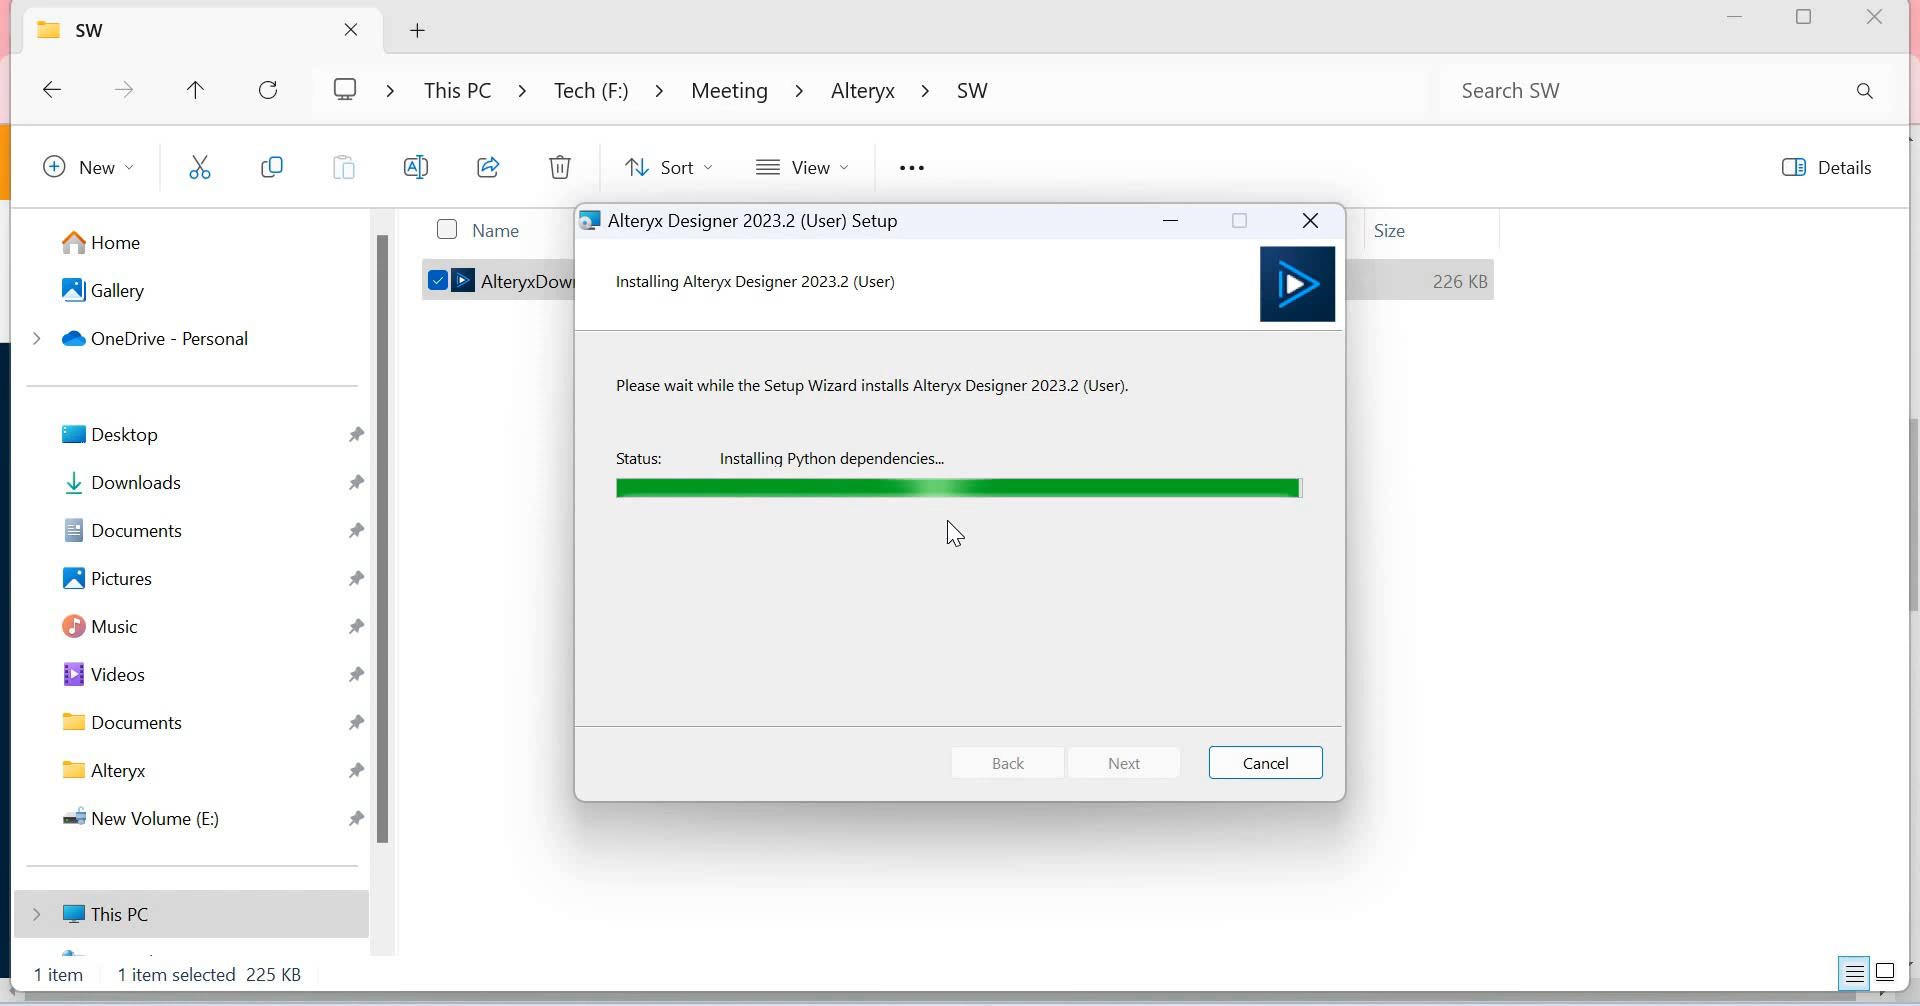 SW
This PC > Tech (F:) > Meeting > Alteryx > SW
Search SW
New
Sort
View
Details
Home
Gallery
OneDrive - Personal
Desktop
Downloads
Documents
Pictures
Music
Videos
Documents
Alteryx
New Volume (E:)
This PC
Name
Size
AlteryxDow
226 KB
Alteryx Designer 2023.2 (User) Setup
Installing Alteryx Designer 2023.2 (User)
Please wait while the Setup Wizard installs Alteryx Designer 2023.2 (User).
Status: Installing Python dependencies...
Back
Next
Cancel
1 item
1 item selected 225 KB